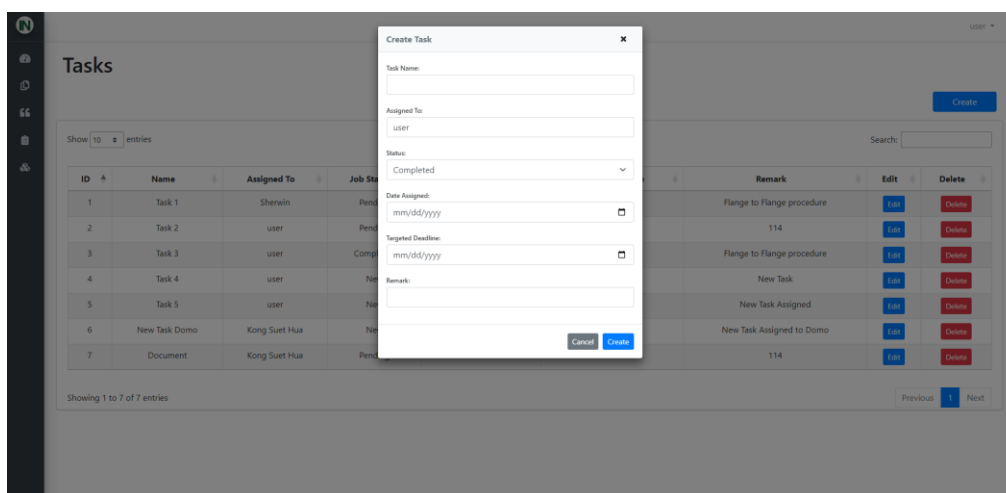 N
user
Create Task
Tasks
Task Name:
Create
Assigned To:
user
Show 10 entries
Search:
Status:
Completed
ID Name Assigned To Job Sta Remark Edit Delete
Date Assigned:
1 Task 1 Sherwin Pend Flange to Flange procedure Edit Delete
mm/dd/yyyy
2 Task 2 user Pend 114 Edit Delete
Targeted Deadline:
3 Task 3 user Compl Flange to Flange procedure Edit Delete
mm/dd/yyyy
4 Task 4 user Ne New Task Edit Delete
Remark:
5 Task 5 user Ne New Task Assigned Edit Delete
6 New Task Domo Kong Suet Hua Ne New Task Assigned to Domo Edit Delete
Cancel Create
7 Document Kong Suet Hua Pend g 114 Edit Delete
Showing 1 to 7 of 7 entries
Previous 1 Next